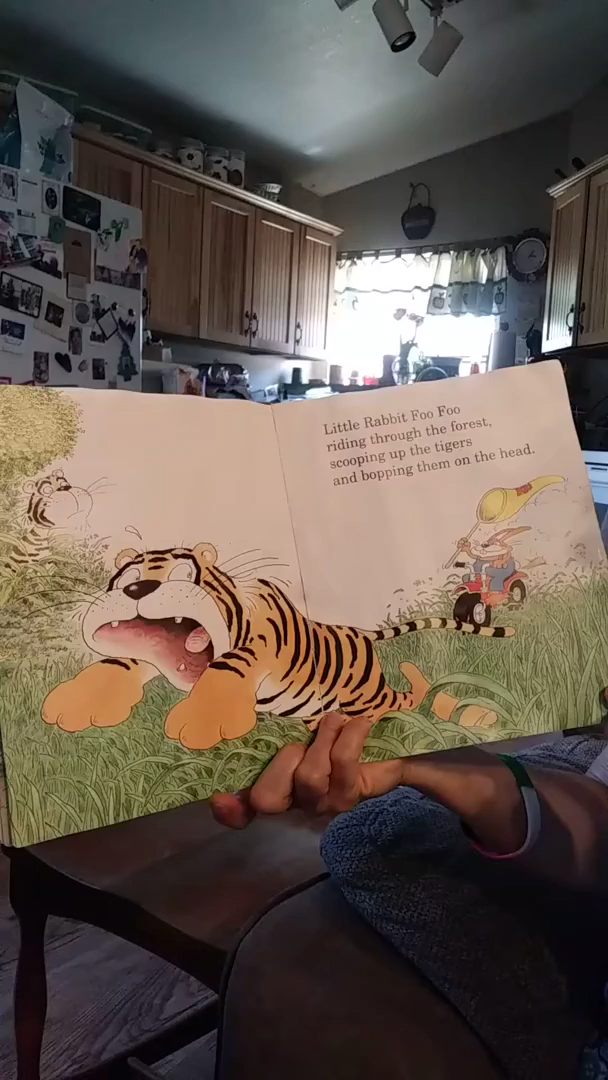 Little Rabbit Foo Foo
riding through the forest,
scooping up the tigers
and bopping them on the head.